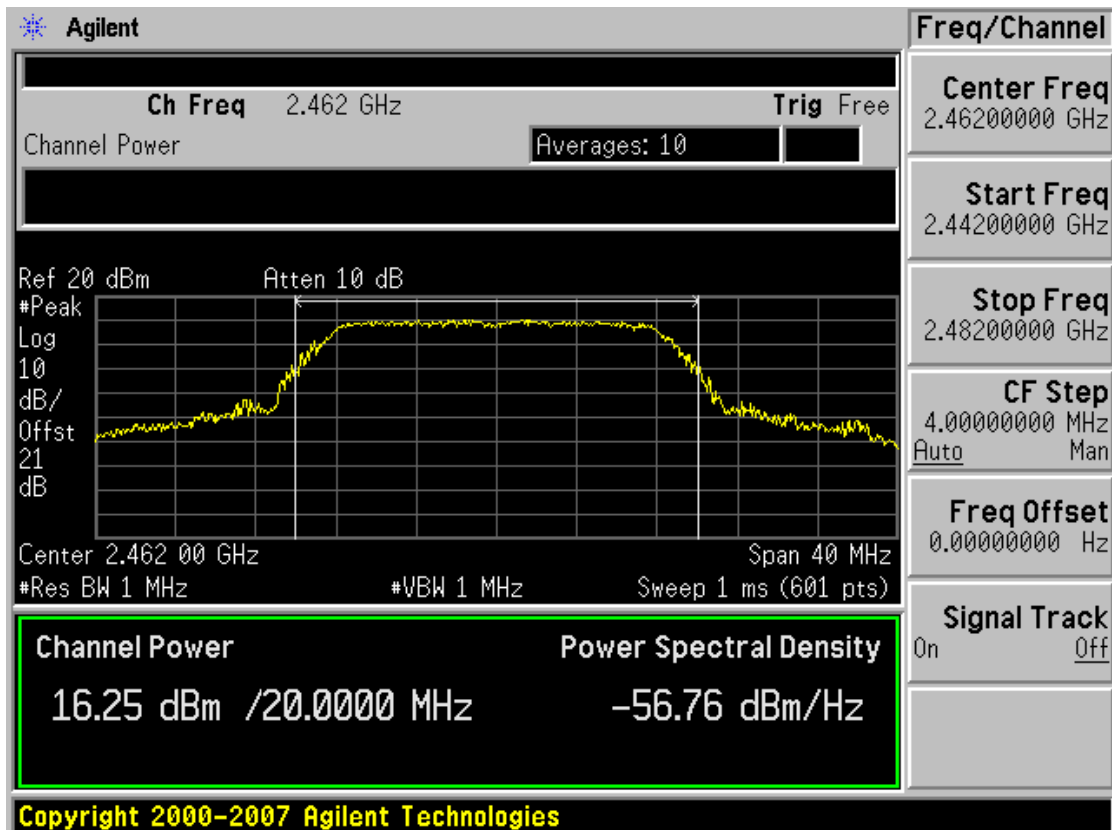 Agilent
Freq/Channel
Ch Freq 2.462 GHz Trig Free
Channel Power Averages: 10
Ref 20 dBm Atten 10 dB
#Peak
Log
10
dB/
Offst
21
dB
Center 2.462 00 GHz Span 40 MHz
#Res BW 1 MHz #VBW 1 MHz Sweep 1 ms (601 pts)
Channel Power Power Spectral Density
16.25 dBm /20.0000 MHz -56.76 dBm/Hz
Center Freq
2.46200000 GHz
Start Freq
2.44200000 GHz
Stop Freq
2.48200000 GHz
CF Step
4.00000000 MHz
Auto Man
Freq Offset
0.00000000 Hz
Signal Track
On Off
Copyright 2000-2007 Agilent Technologies